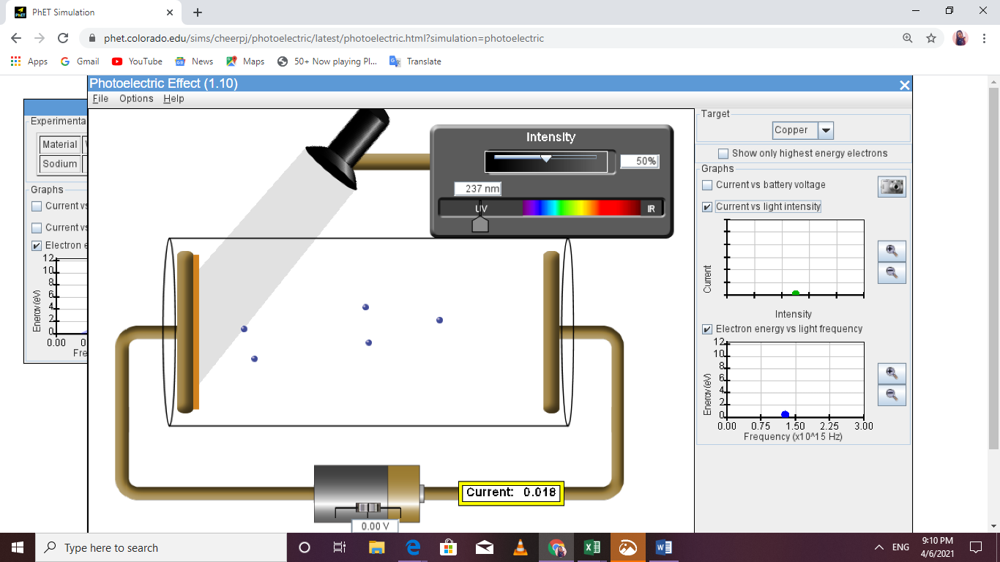 PhET Simulation
phet.colorado.edu/sims/cheerpj/photoelectric/latest/photoelectric.html?simulation=photoelectric
Apps Gmail YouTube News Maps 50+ Now playing Pl... Translate
Photoelectric Effect (1.10)
File Options Help
Experimenta
Material
Sodium
Graphs
Current vs
Current vs
Electron e
12
10
8
6
4
2
0
Energy (eV)
0.00 0
Fre
Intensity
50%
237 nm
UV
IR
Current: 0.018
0.00 V
Target
Copper
Show only highest energy electrons
Graphs
Current vs battery voltage
Current vs light intensity
Current
Intensity
Electron energy vs light frequency
12
10
8
6
4
2
0
Energy (eV)
0.00 0.75 1.50 2.25 3.00
Frequency (x10^15 Hz)
Type here to search
ENG
9:10 PM
4/6/2021